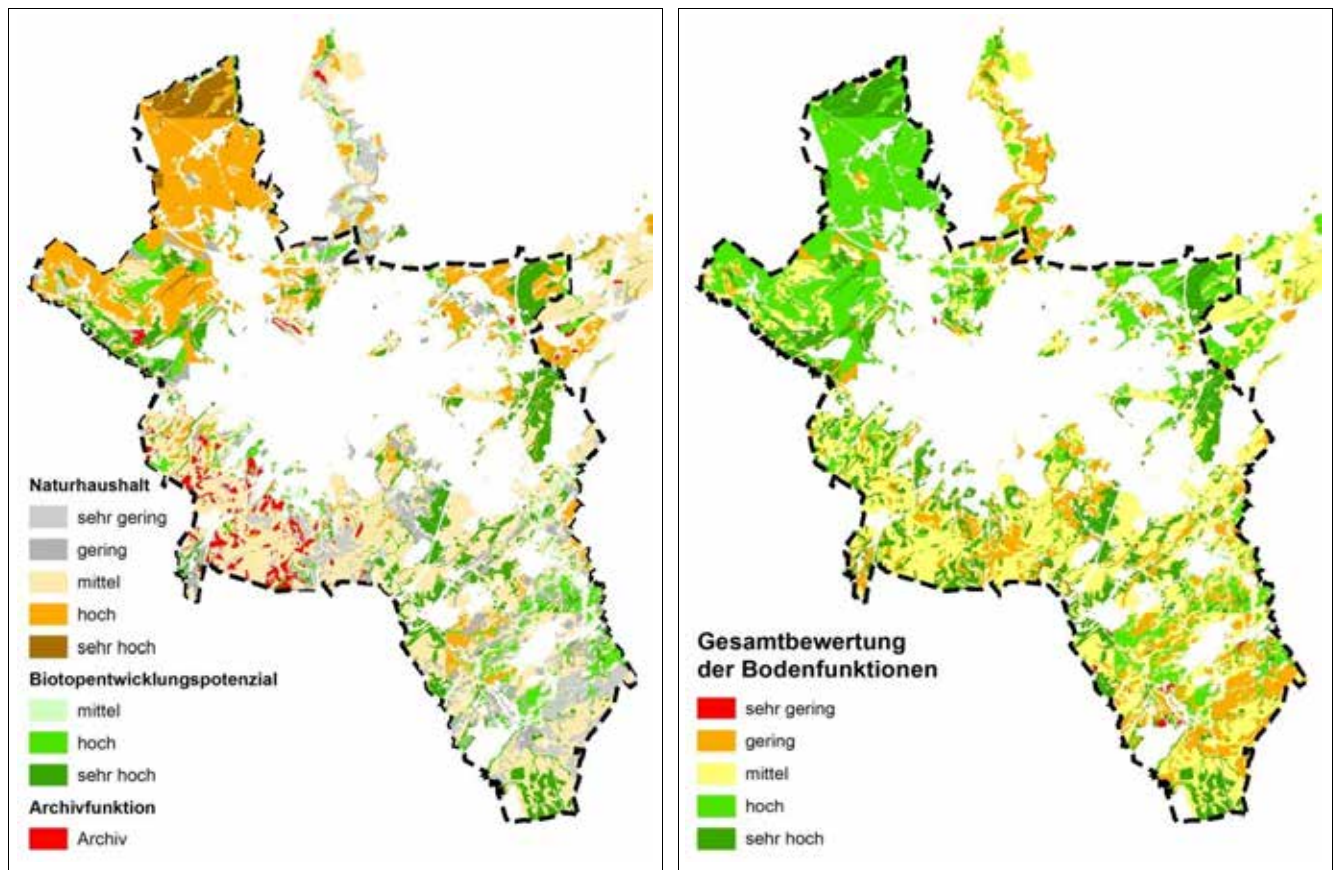 Naturhaushalt
sehr gering
gering
mittel
hoch
sehr hoch
Biotopentwicklungspotenzial
mittel
hoch
sehr hoch
Archivfunktion
Archiv
Gesamtbewertung
der Bodenfunktionen
sehr gering
gering
mittel
hoch
sehr hoch